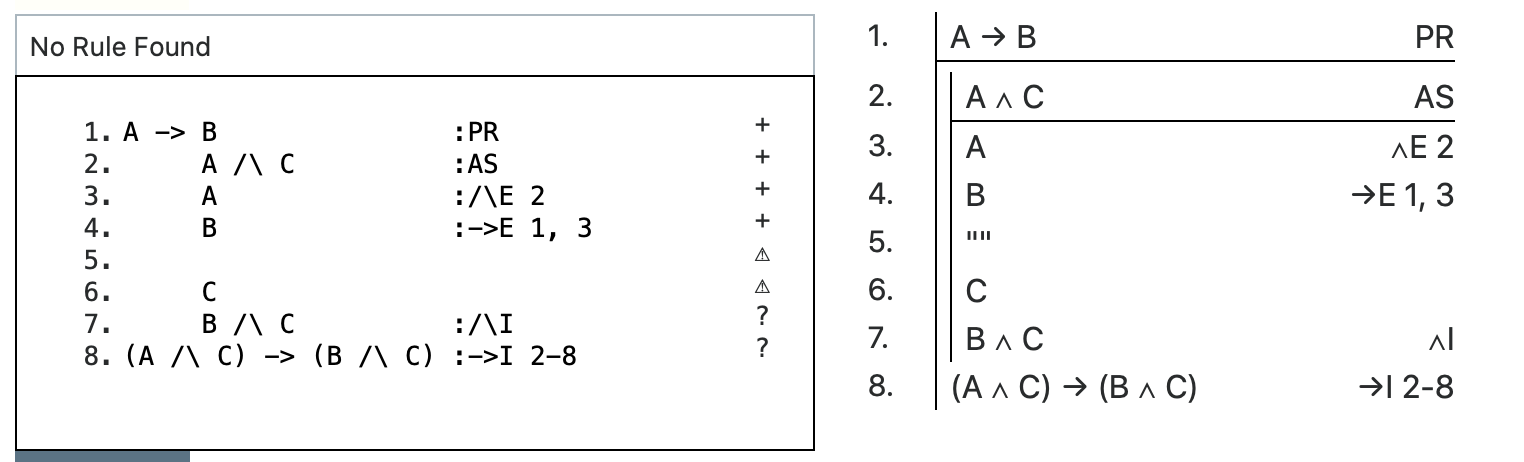 No Rule Found
1. A -> B :PR +
2. A /\ C :AS +
3. A :/\E 2 +
4. B :->E 1, 3 +
5. ⚠
6. C ⚠
7. B /\ C :/\I ?
8. (A /\ C) -> (B /\ C) :->I 2-8 ?
1. A → B PR
2. A ∧ C AS
3. A ∧E 2
4. B →E 1, 3
5. ""
6. C
7. B ∧ C ∧I
8. (A ∧ C) → (B ∧ C) →I 2-8